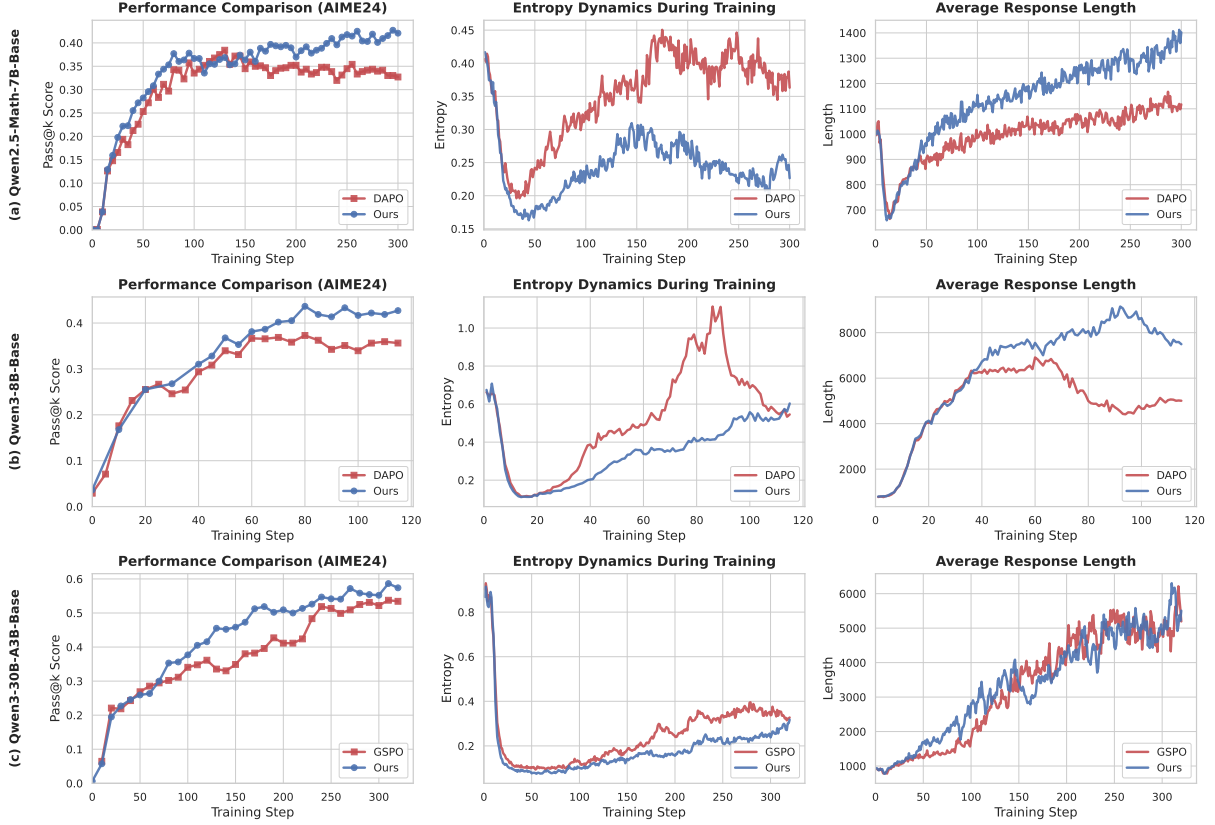 (a) Qwen2.5-Math-7B-Base
Performance Comparison (AIME24)
Pass@k Score
0.40
0.35
0.30
0.25
0.20
0.15
0.10
0.05
0.00
DAPO
Ours
0 50 100 150 200 250 300
Training Step
Entropy Dynamics During Training
Entropy
0.45
0.40
0.35
0.30
0.25
0.20
0.15
DAPO
Ours
0 50 100 150 200 250 300
Training Step
Average Response Length
Length
1400
1300
1200
1100
1000
900
800
700
DAPO
Ours
0 50 100 150 200 250 300
Training Step
(b) Qwen3-8B-Base
Performance Comparison (AIME24)
Pass@k Score
0.4
0.3
0.2
0.1
0.0
DAPO
Ours
0 20 40 60 80 100 120
Training Step
Entropy Dynamics During Training
Entropy
1.0
0.8
0.6
0.4
0.2
DAPO
Ours
0 20 40 60 80 100 120
Training Step
Average Response Length
Length
8000
6000
4000
2000
DAPO
Ours
0 20 40 60 80 100 120
Training Step
(c) Qwen3-30B-A3B-Base
Performance Comparison (AIME24)
Pass@k Score
0.6
0.5
0.4
0.3
0.2
0.1
0.0
GSPO
Ours
0 50 100 150 200 250 300
Training Step
Entropy Dynamics During Training
Entropy
0.8
0.6
0.4
0.2
GSPO
Ours
0 50 100 150 200 250 300
Training Step
Average Response Length
Length
6000
5000
4000
3000
2000
1000
GSPO
Ours
0 50 100 150 200 250 300
Training Step